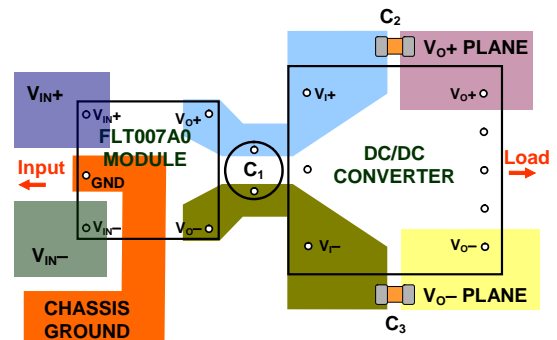 C2
VIN+
VO+ PLANE
VIN+
VO+
VI+
VO+
FLT007A0
MODULE
Input
GND
C1
DC/DC
CONVERTER
Load
VIN–
VO–
VI–
VO–
VIN–
CHASSIS
GROUND
VO– PLANE
C3